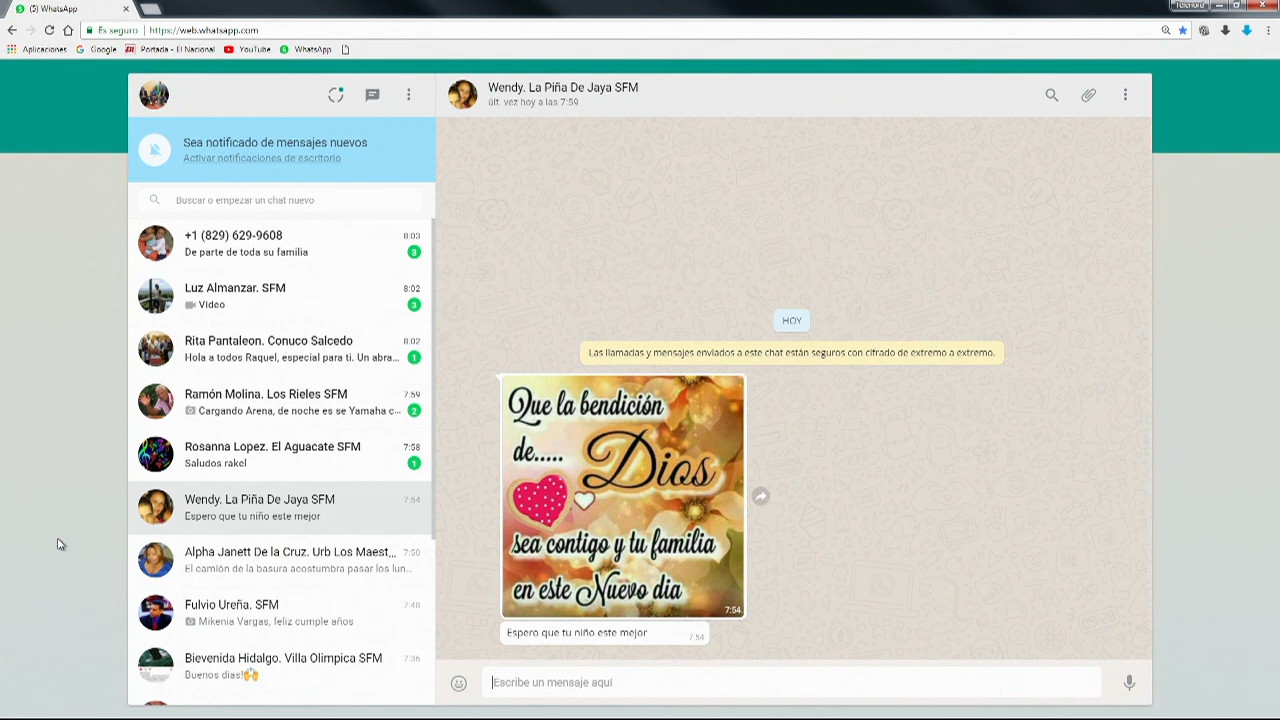 (5) WhatsApp
Telenord
Es seguro | https://web.whatsapp.com
Aplicaciones Google Portada - El Nacional YouTube WhatsApp
Wendy. La Piña De Jaya SFM
últ. vez hoy a las 7:59
Sea notificado de mensajes nuevos
Activar notificaciones de escritorio
Buscar o empezar un chat nuevo
+1 (829) 629-9608 8:03
De parte de toda su familia 3
Luz Almanzar. SFM 8:02
Video 3
Rita Pantaleon. Conuco Salcedo 8:02
Hola a todos Raquel, especial para ti. Un abra... 1
Ramón Molina. Los Rieles SFM 7:59
Cargando Arena, de noche es se Yamaha c... 2
Rosanna Lopez. El Aguacate SFM 7:58
Saludos rakel 1
Wendy. La Piña De Jaya SFM 7:54
Espero que tu niño este mejor
Alpha Janett De la Cruz. Urb Los Maest... 7:50
El camión de la basura acostumbra pasar los lun...
Fulvio Ureña. SFM 7:48
Mikenia Vargas, feliz cumple años
Bievenida Hidalgo. Villa Olimpica SFM 7:36
Buenos dias!🙌
HOY
Las llamadas y mensajes enviados a este chat están seguros con cifrado de extremo a extremo.
Que la bendición
de..... Dios
sea contigo y tu familia
en este Nuevo dia
7:54
Espero que tu niño este mejor 7:54
Escribe un mensaje aquí